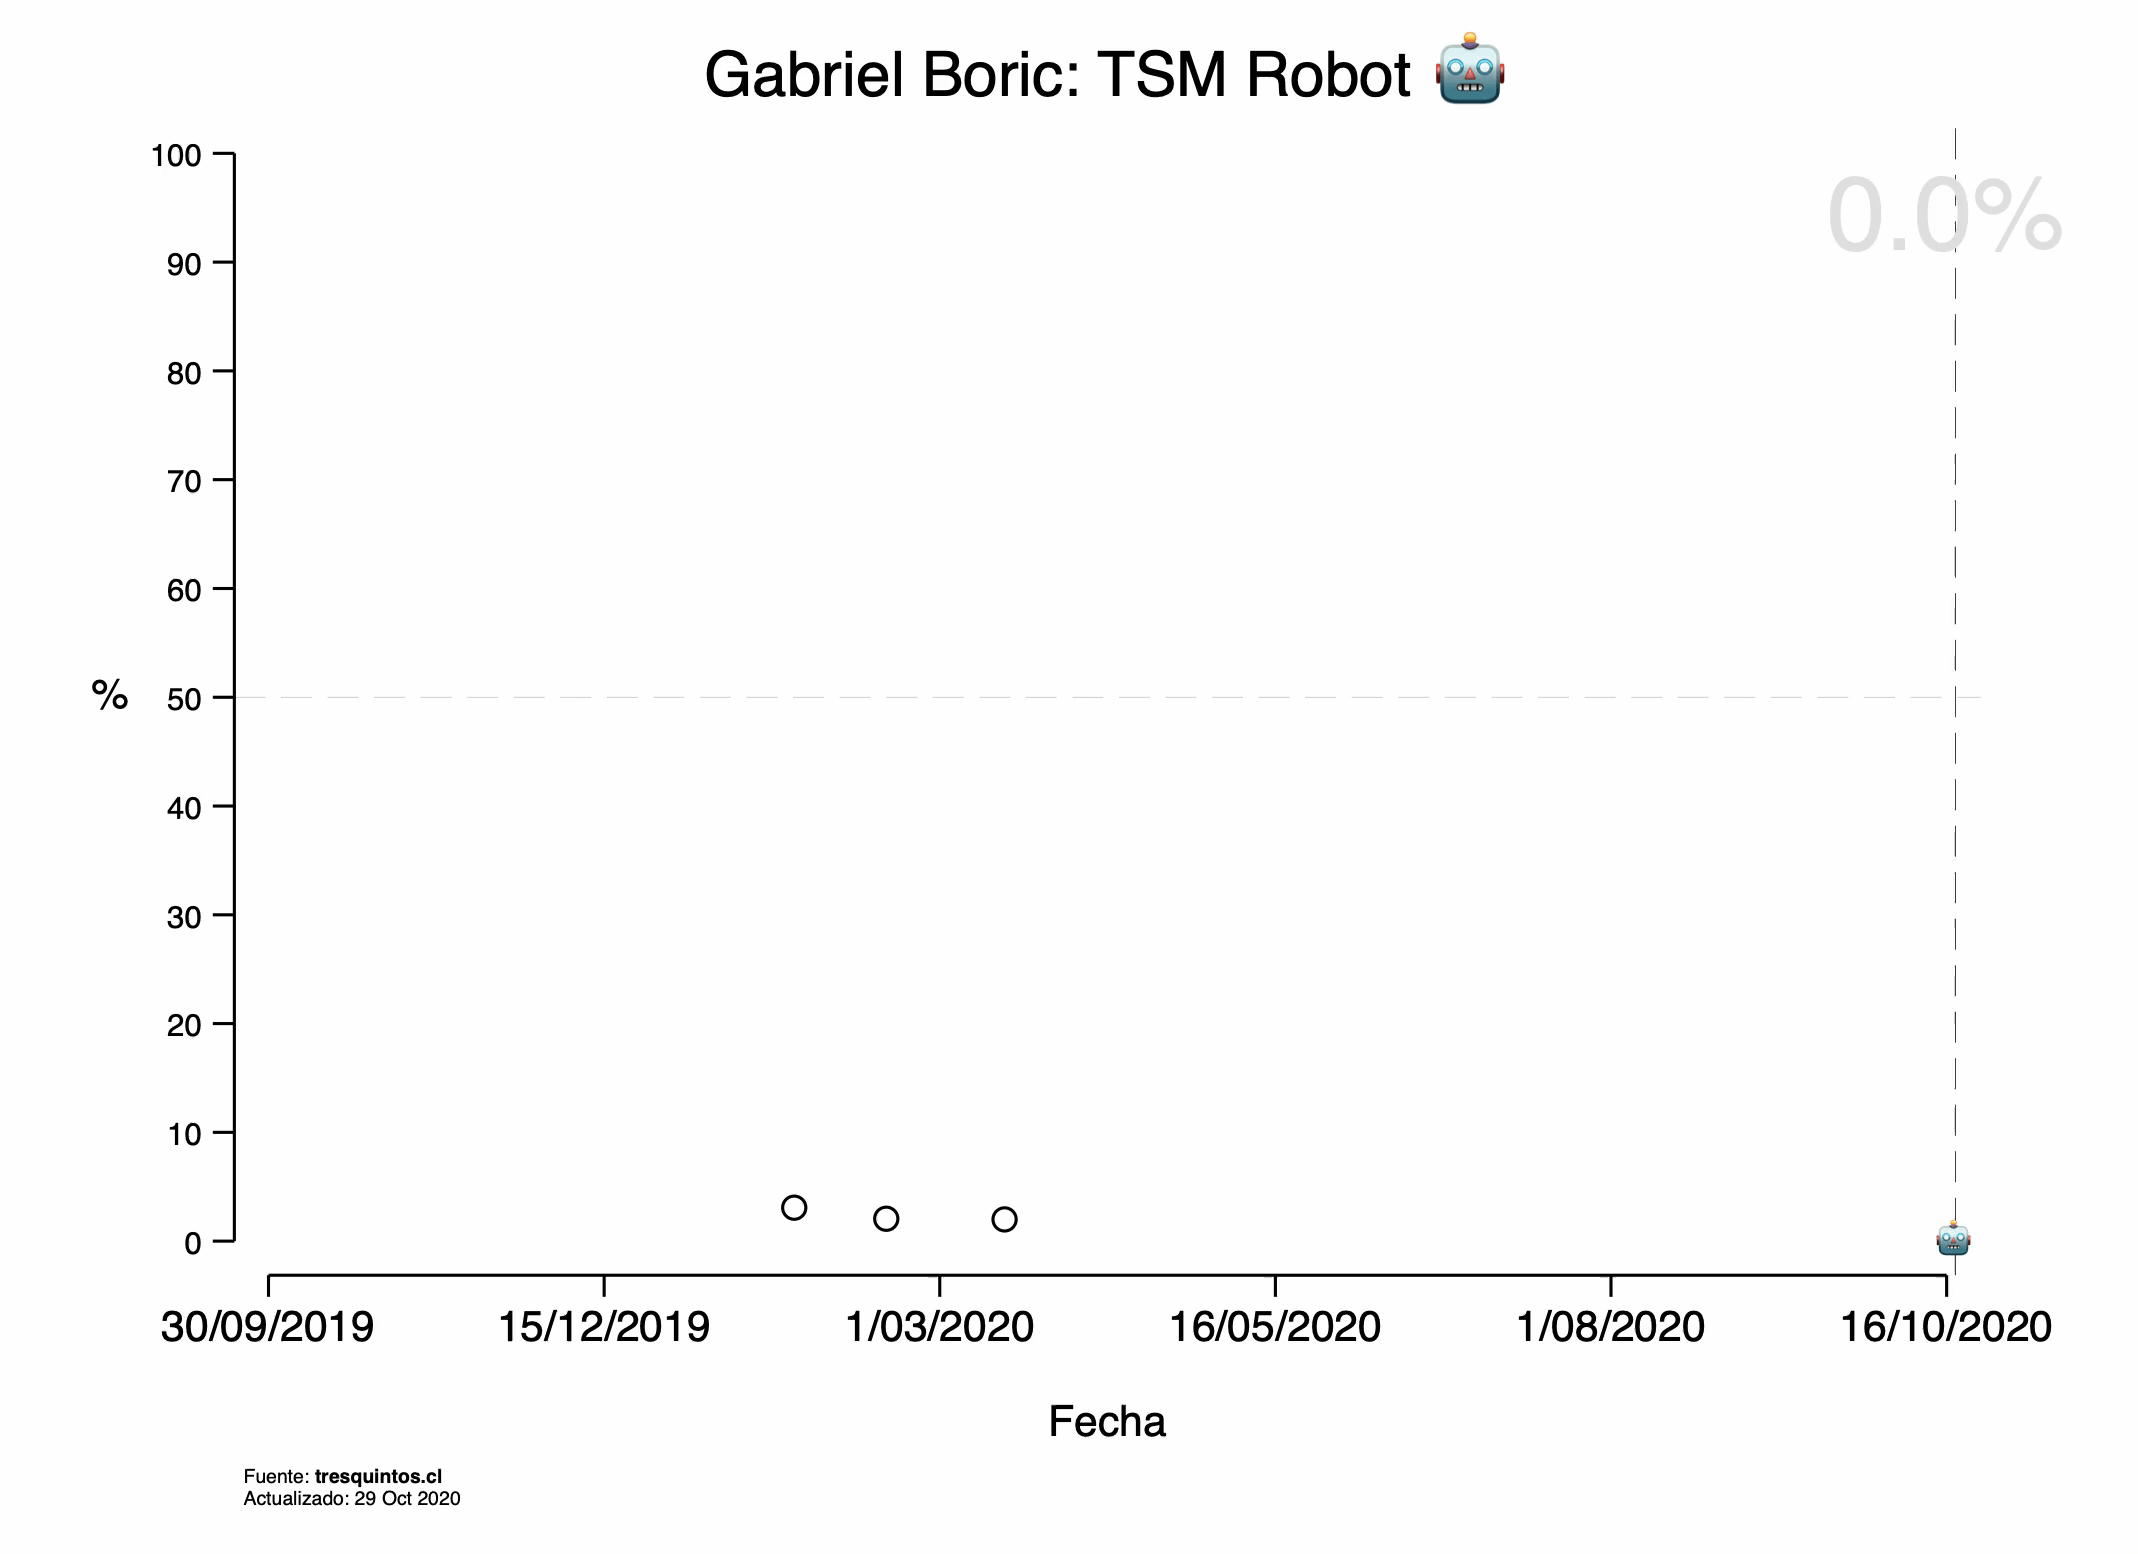 Gabriel Boric: TSM Robot 🤖
100
0.0%
90
80
70
60
% 50
40
30
20
10
0
30/09/2019 15/12/2019 1/03/2020 16/05/2020 1/08/2020 16/10/2020
Fecha
Fuente: tresquintos.cl
Actualizado: 29 Oct 2020